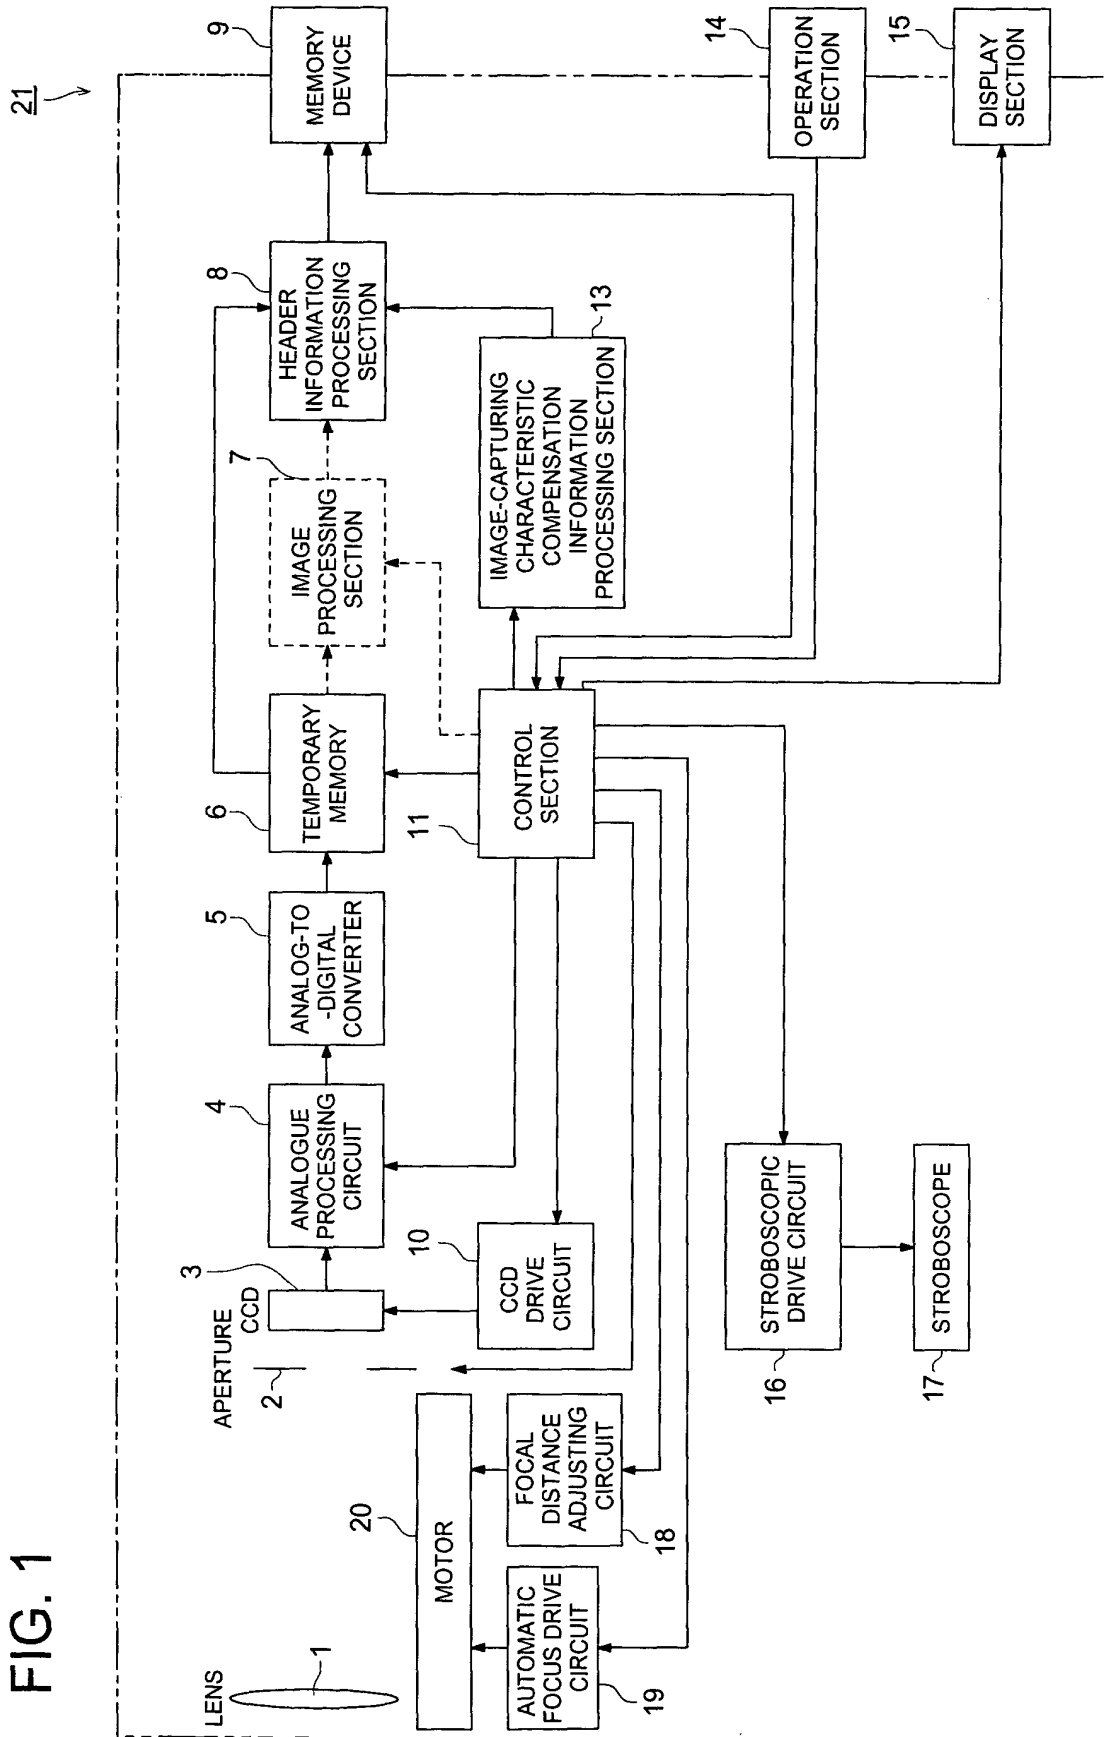 FIG. 1
21
LENS
1
APERTURE
2
CCD
3
4
ANALOGUE
PROCESSING
CIRCUIT
5
ANALOG-TO
-DIGITAL
CONVERTER
6
TEMPORARY
MEMORY
7
IMAGE
PROCESSING
SECTION
8
HEADER
INFORMATION
PROCESSING
SECTION
9
MEMORY
DEVICE
20
MOTOR
10
CCD
DRIVE
CIRCUIT
11
CONTROL
SECTION
IMAGE-CAPTURING
CHARACTERISTIC
COMPENSATION
INFORMATION
PROCESSING SECTION
13
AUTOMATIC
FOCUS DRIVE
CIRCUIT
19
FOCAL
DISTANCE
ADJUSTING
CIRCUIT
18
STROBOSCOPIC
DRIVE CIRCUIT
16
STROBOSCOPE
17
14
OPERATION
SECTION
15
DISPLAY
SECTION